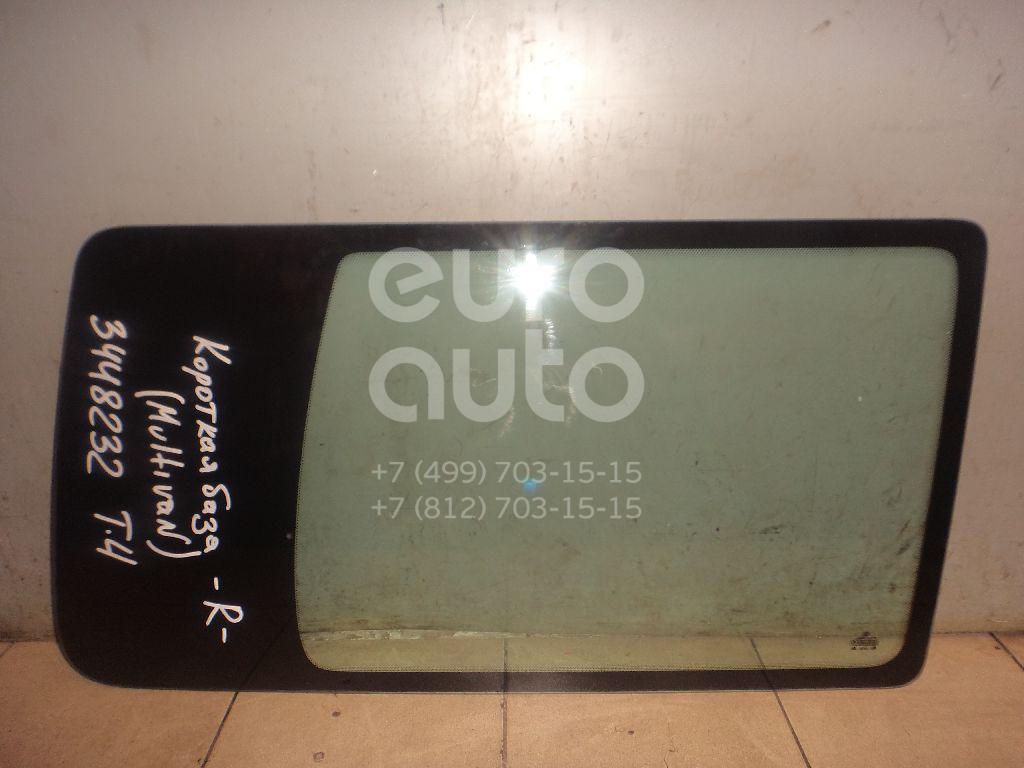 Короткая база - R -
(Multivan)
3448232 T.4
euro
auto
+7 (499) 703-15-15
+7 (812) 703-15-15